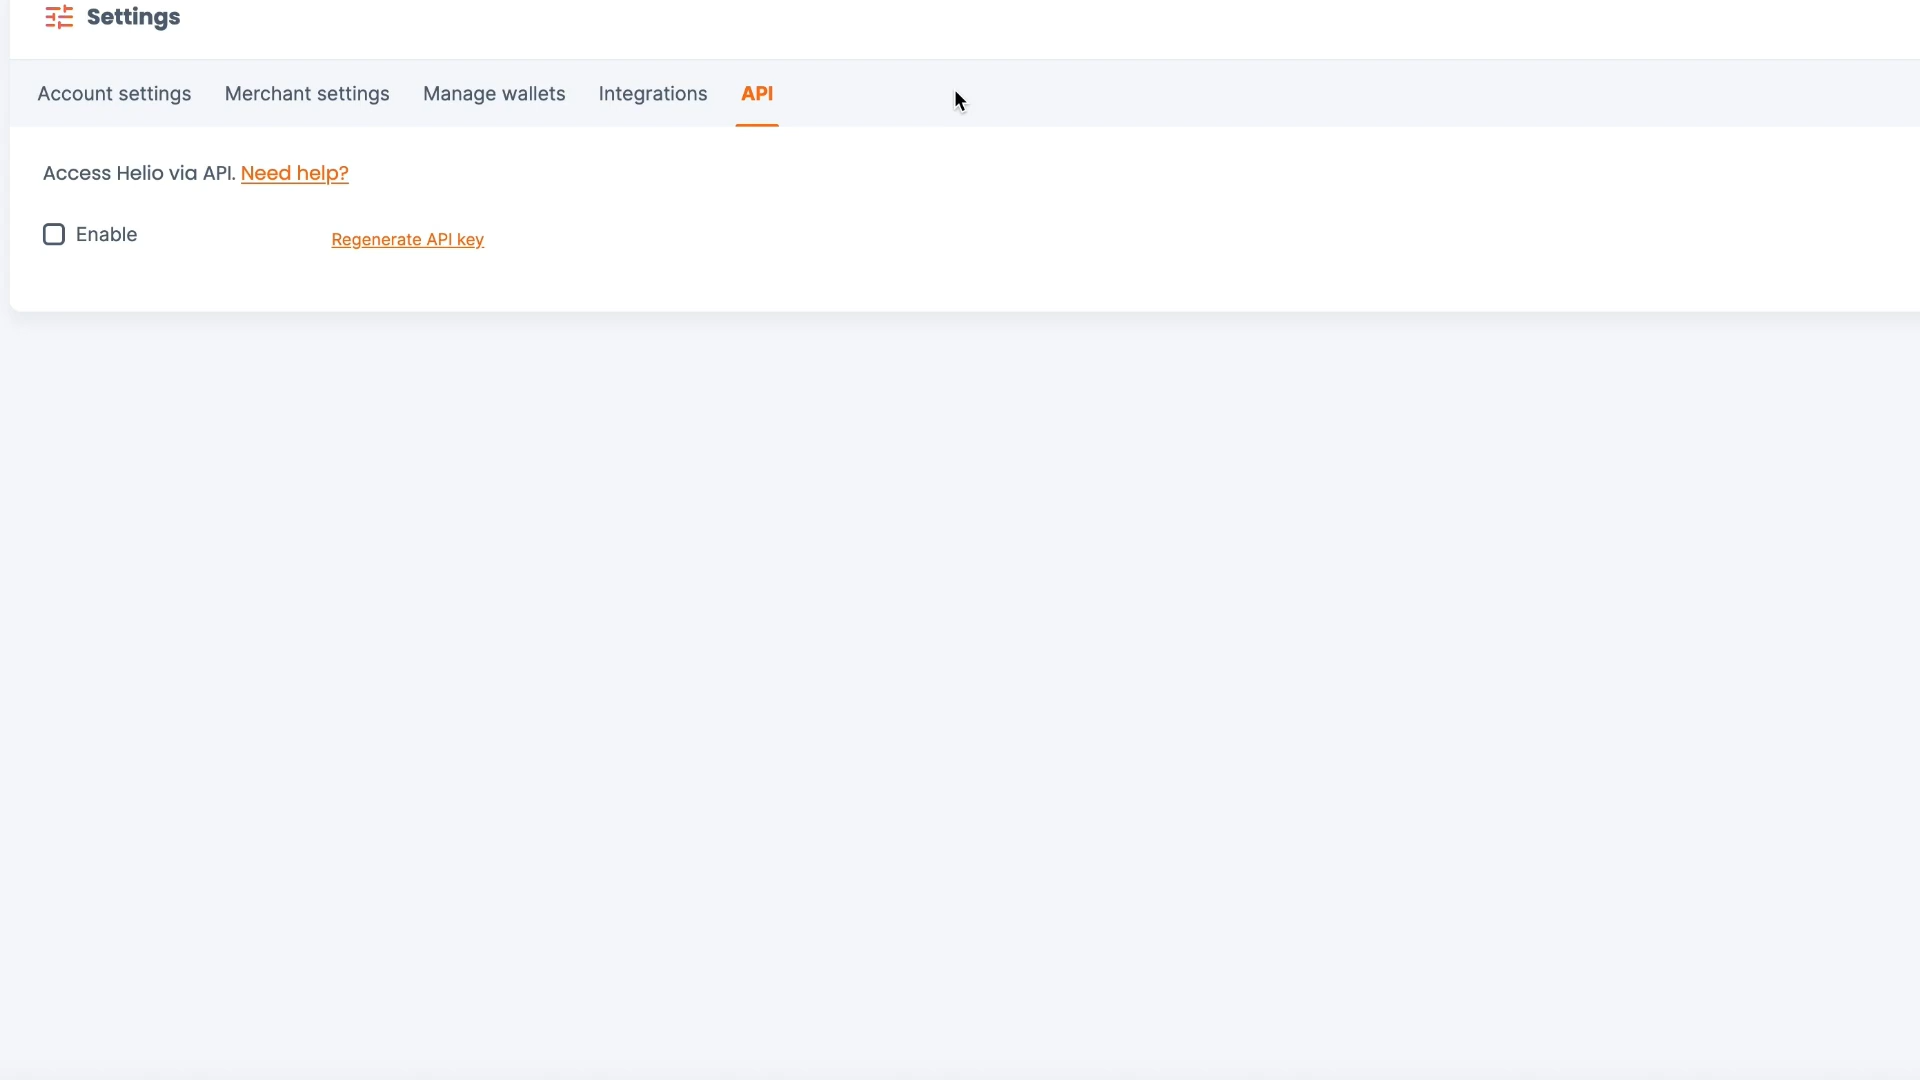 Settings
Account settings Merchant settings Manage wallets Integrations API
Access Helio via API. Need help?
Enable Regenerate API key